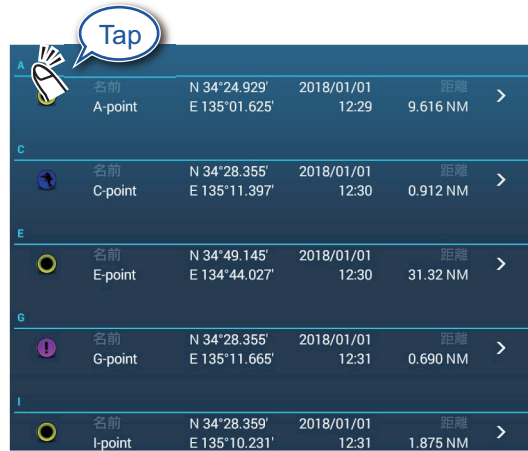 Tap
A
名前 N 34°24.929' 2018/01/01 距離
A-point E 135°01.625' 12:29 9.616 NM
C
名前 N 34°28.355' 2018/01/01 距離
C-point E 135°11.397' 12:30 0.912 NM
E
名前 N 34°49.145' 2018/01/01 距離
E-point E 134°44.027' 12:30 31.32 NM
G
名前 N 34°28.355' 2018/01/01 距離
G-point E 135°11.665' 12:31 0.690 NM
I
名前 N 34°28.359' 2018/01/01 距離
I-point E 135°10.231' 12:31 1.875 NM